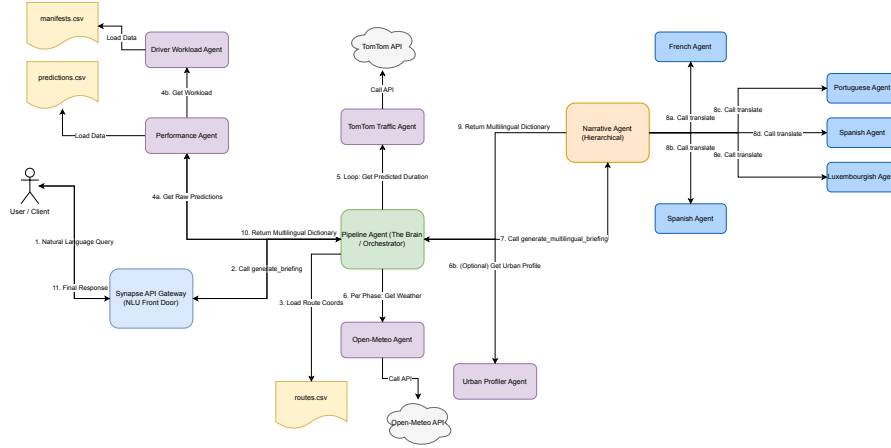 manifests.csv
Load Data
Driver Workload Agent
TomTom API
French Agent
predictions.csv
4b. Get Workload
Call API
Portuguese Agent
8a. Call translate
8c. Call translate
Load Data
Performance Agent
TomTom Traffic Agent
9. Return Multilingual Dictionary
Narrative Agent
(Hierarchical)
8d. Call translate
Spanish Agent
8b. Call translate
8e. Call translate
5. Loop: Get Predicted Duration
Luxembourgish Agent
4a. Get Raw Predictions
User / Client
Spanish Agent
10. Return Multilingual Dictionary
Pipeline Agent (The Brain
/ Orchestrator)
7. Call generate_multilingual_briefing
1. Natural Language Query
2. Call generate_briefing
6b. (Optional) Get Urban Profile
11. Final Response
Synapse API Gateway
(NLU Front Door)
3. Load Route Coords
6. Per Phase: Get Weather
Open-Meteo Agent
Call API
Urban Profiler Agent
routes.csv
Open-Meteo API